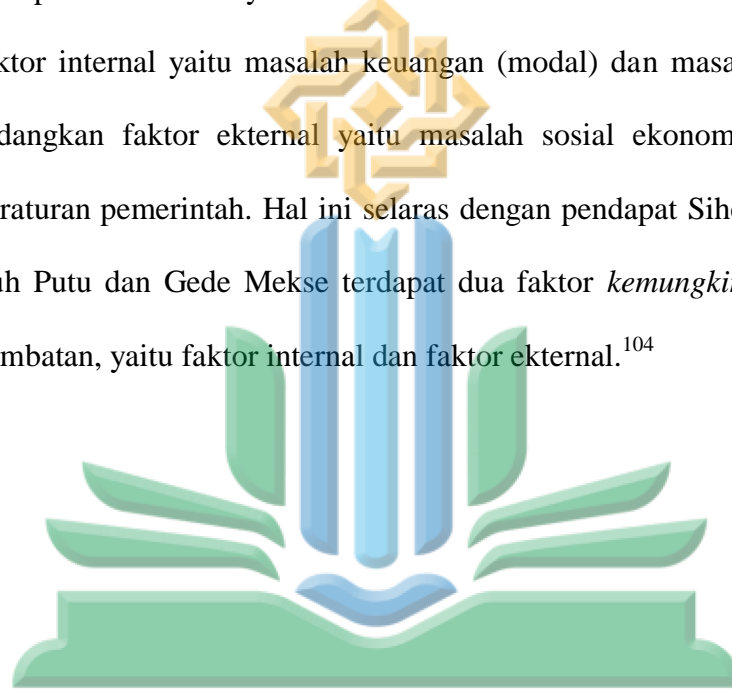 ktor internal yaitu masalah keuangan (modal) dan masa
dangkan faktor ekternal yaitu masalah sosial ekonom
raturan pemerintah. Hal ini selaras dengan pendapat Siho
uh Putu dan Gede Mekse terdapat dua faktor kemungki
mbatan, yaitu faktor internal dan faktor ekternal.104